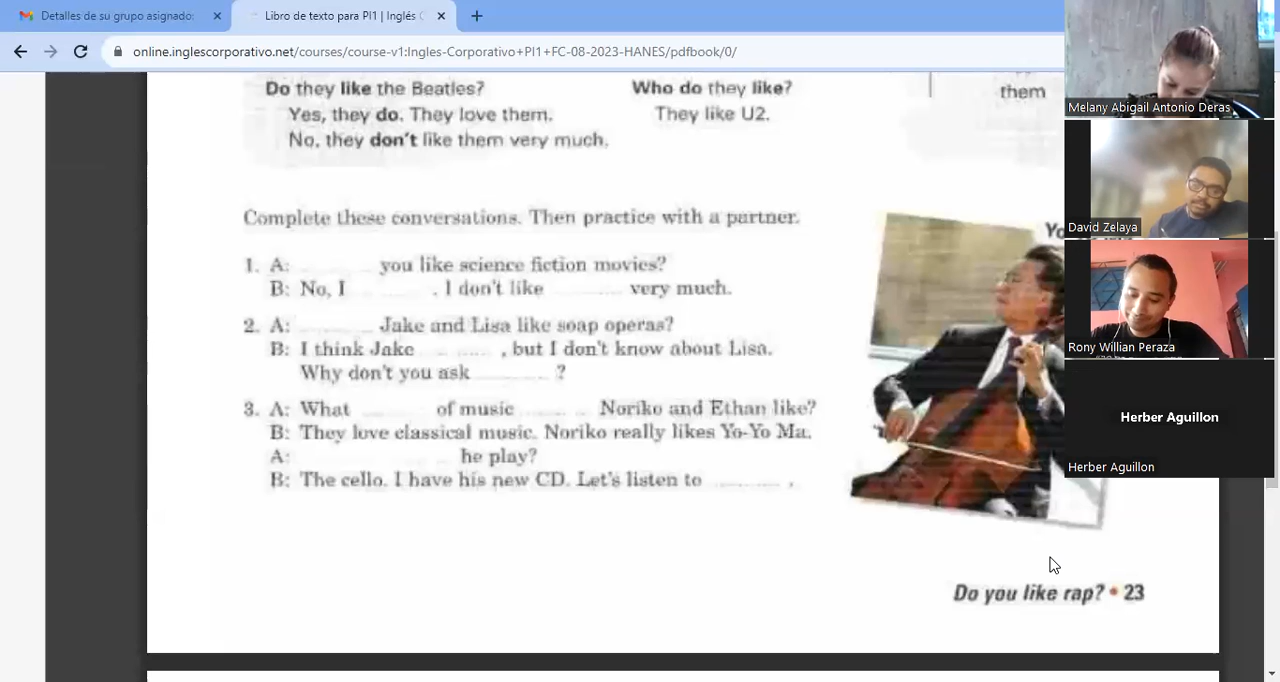 Detalles de su grupo asignado:
Libro de texto para PI1 | Inglés C
online.inglescorporativo.net/courses/course-v1:Ingles-Corporativo+PI1+FC-08-2023-HANES/pdfbook/0/
Do they like the Beatles?
Yes, they do. They love them.
No, they don't like them very much.
Who do they like?
They like U2.
them
Complete these conversations. Then practice with a partner.
1. A: ______ you like science fiction movies?
B: No, I ______ . I don't like ______ very much.
2. A: ______ Jake and Lisa like soap operas?
B: I think Jake ______ , but I don't know about Lisa.
Why don't you ask ______ ?
3. A: What ______ of music ______ Noriko and Ethan like?
B: They love classical music. Noriko really likes Yo-Yo Ma.
A: ______ he play?
B: The cello. I have his new CD. Let's listen to ______ .
Do you like rap? • 23
Melany Abigail Antonio Deras
David Zelaya
Rony Willian Peraza
Herber Aguillon
Herber Aguillon